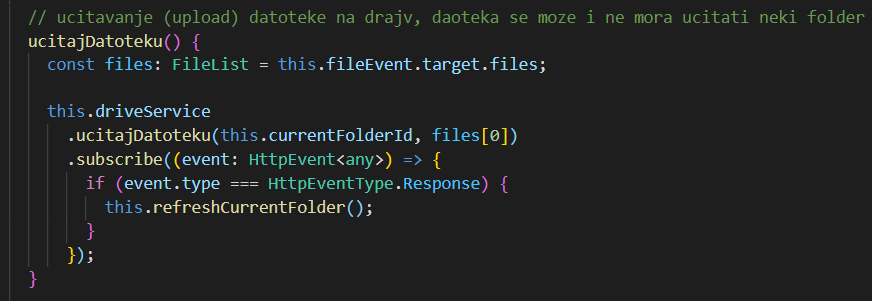 // ucitavanje (upload) datoteke na drajv, daoteka se moze i ne mora ucitati neki folder
ucitajDatoteku() {
const files: FileList = this.fileEvent.target.files;
this.driveService
.ucitajDatoteku(this.currentFolderId, files[0])
.subscribe((event: HttpEvent<any>) => {
if (event.type === HttpEventType.Response) {
this.refreshCurrentFolder();
}
});
}